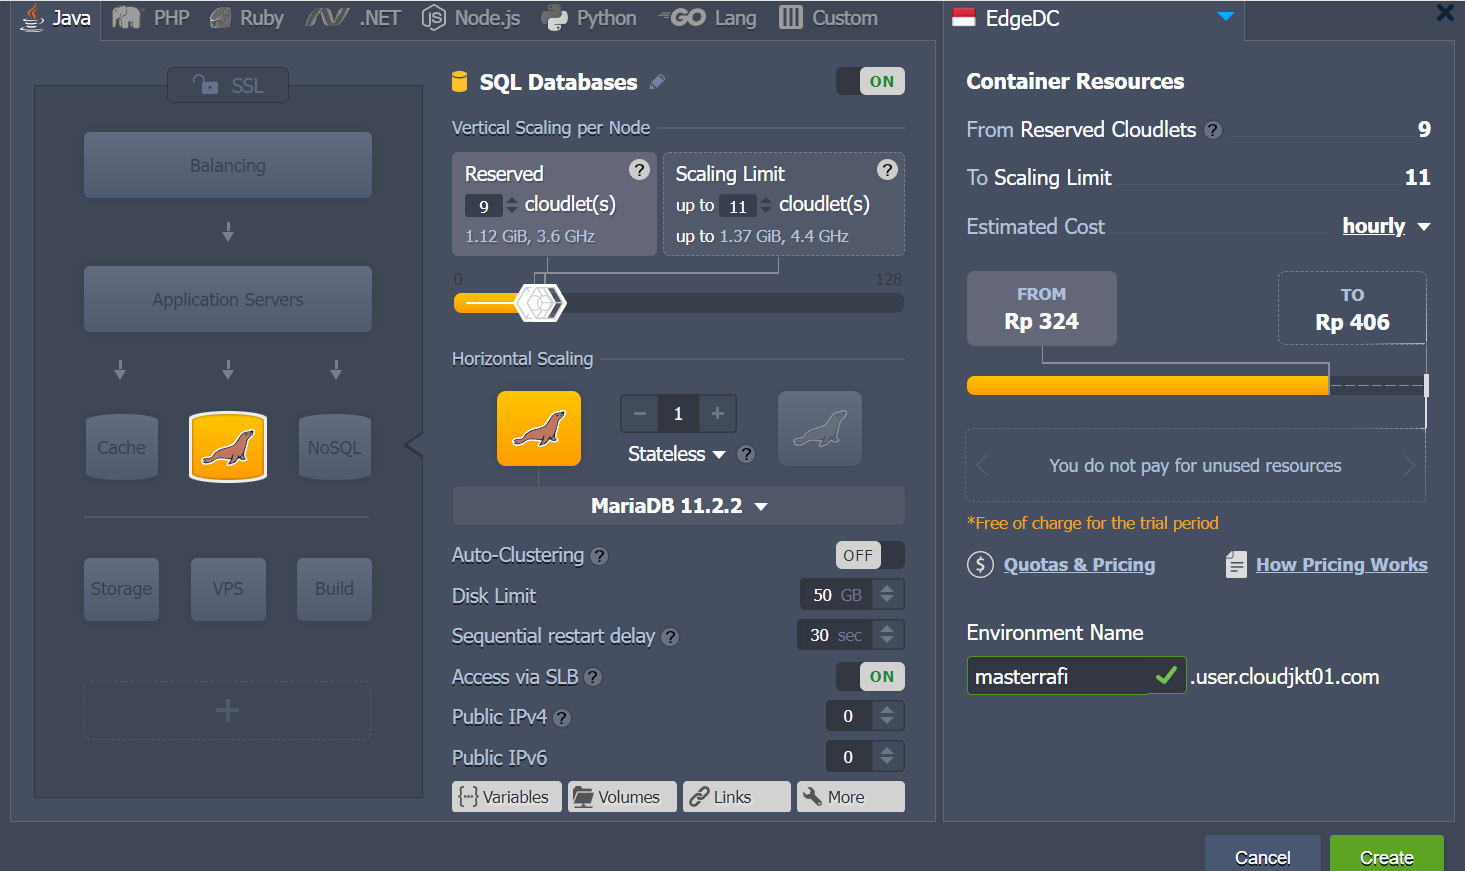 Java PHP Ruby .NET Node.js Python GO Lang Custom
SSL
Balancing
Application Servers
Cache NoSQL
Storage VPS Build
SQL Databases ON
Vertical Scaling per Node
Reserved ?
9 cloudlet(s)
1.12 GiB, 3.6 GHz
Scaling Limit ?
up to 11 cloudlet(s)
up to 1.37 GiB, 4.4 GHz
0 128
Horizontal Scaling
1
Stateless ?
MariaDB 11.2.2
Auto-Clustering ? OFF
Disk Limit 50 GB
Sequential restart delay ? 30 sec
Access via SLB ? ON
Public IPv4 ? 0
Public IPv6 0
Variables Volumes Links More
EdgeDC
Container Resources
From Reserved Cloudlets ? 9
To Scaling Limit 11
Estimated Cost hourly
FROM
Rp 324
TO
Rp 406
You do not pay for unused resources
*Free of charge for the trial period
$ Quotas & Pricing How Pricing Works
Environment Name
masterrafi .user.cloudjkt01.com
Cancel Create